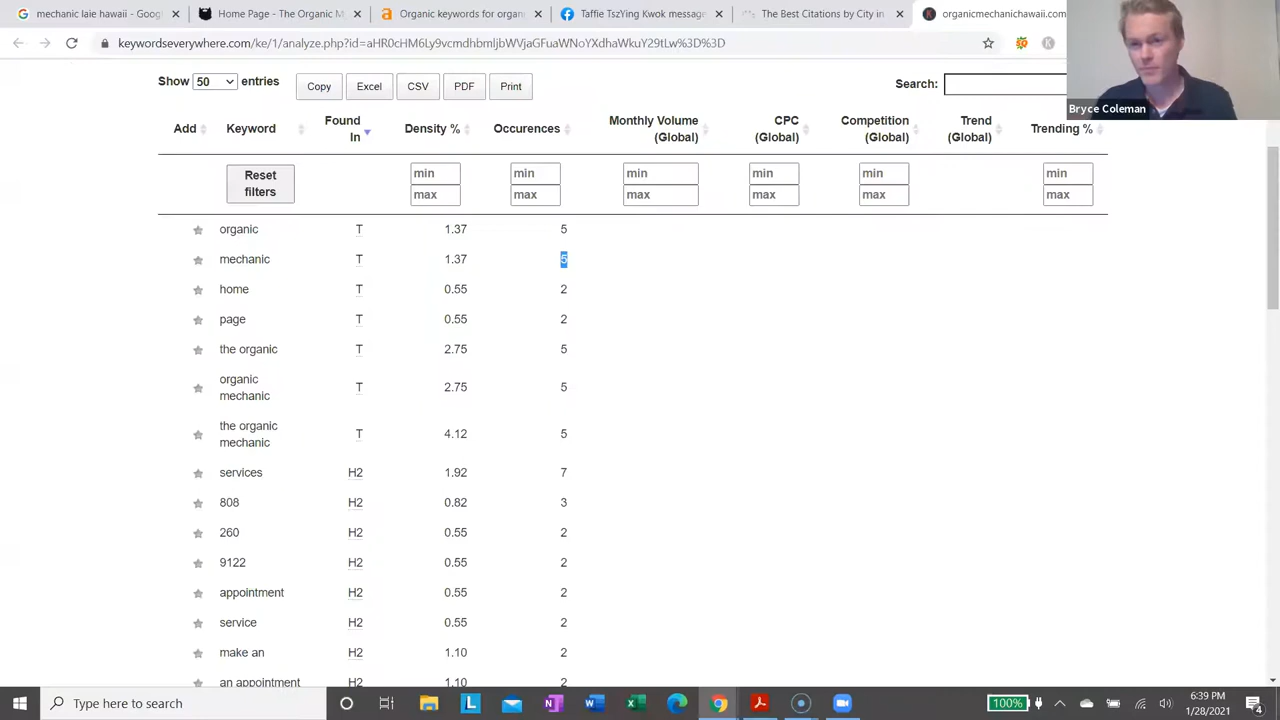 mechanic laie hawaii - Googl
Home Page - The Organic M
Organic keywords for organ
Taffie TszYing Kwok messag
The Best Citations by City in
organicmechanichawaii.com
keywordseverywhere.com/ke/1/analyze.php?id=aHR0cHM6Ly9vcmdhbmljbWVjaGFuaWNoYXdhaWkuY29tLw%3D%3D
Bryce Coleman
Show 50 entries
Copy Excel CSV PDF Print
Search:
Add Keyword Found In Density % Occurences Monthly Volume (Global) CPC (Global) Competition (Global) Trend (Global) Trending %
Reset filters
min min min min min min
max max max max max max
organic T 1.37 5
mechanic T 1.37 5
home T 0.55 2
page T 0.55 2
the organic T 2.75 5
organic mechanic T 2.75 5
the organic mechanic T 4.12 5
services H2 1.92 7
808 H2 0.82 3
260 H2 0.55 2
9122 H2 0.55 2
appointment H2 0.55 2
service H2 0.55 2
make an H2 1.10 2
an appointment H2 1.10 2
Type here to search
100%
6:39 PM
1/28/2021
4